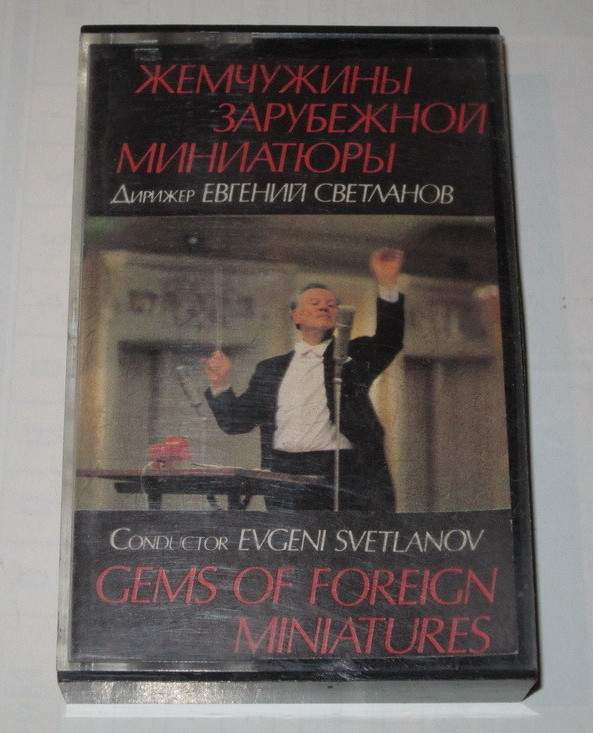 ЖЕМЧУЖИНЫ
ЗАРУБЕЖНОЙ
МИНИАТЮРЫ
Дирижер ЕВГЕНИЙ СВЕТЛАНОВ
CONDUCTOR EVGENI SVETLANOV
GEMS OF FOREIGN
MINIATURES